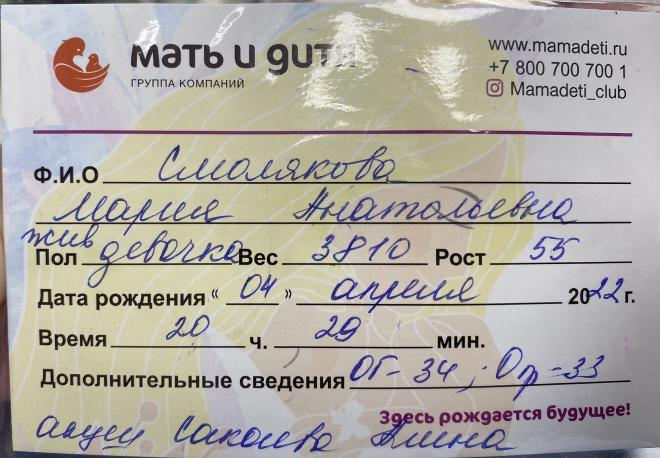 мать и дитя
ГРУППА КОМПАНИЙ
www.mamadeti.ru
+7 800 700 700 1
Mamadeti_club
Ф.И.О Смолякова
Мария Анатольевна
жив
Пол девочка Вес 3810 Рост 55
Дата рождения « 04 » апреля 2022 г.
Время 20 ч. 29 мин.
Дополнительные сведения ОГ-34; Ор-33
Здесь рождается будущее!
Алина